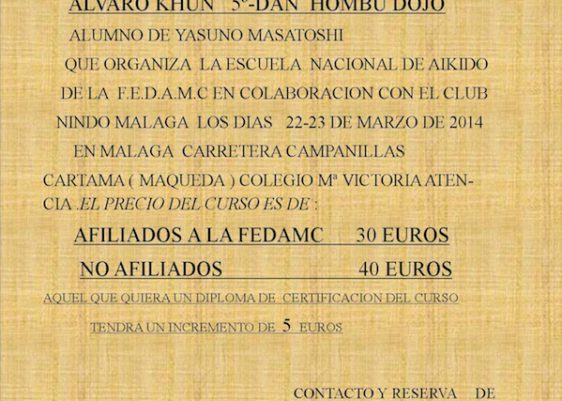 ALVARO KHUN 5º-DAN HOMBU DOJO
ALUMNO DE YASUNO MASATOSHI
QUE ORGANIZA LA ESCUELA NACIONAL DE AIKIDO
DE LA F.E.D.A.M.C EN COLABORACION CON EL CLUB
NINDO MALAGA LOS DIAS 22-23 DE MARZO DE 2014
EN MALAGA CARRETERA CAMPANILLAS
CARTAMA ( MAQUEDA ) COLEGIO Mª VICTORIA ATEN-
CIA .EL PRECIO DEL CURSO ES DE :
AFILIADOS A LA FEDAMC 30 EUROS
NO AFILIADOS 40 EUROS
AQUEL QUE QUIERA UN DIPLOMA DE CERTIFICACION DEL CURSO
TENDRA UN INCREMENTO DE 5 EUROS
CONTACTO Y RESERVA DE